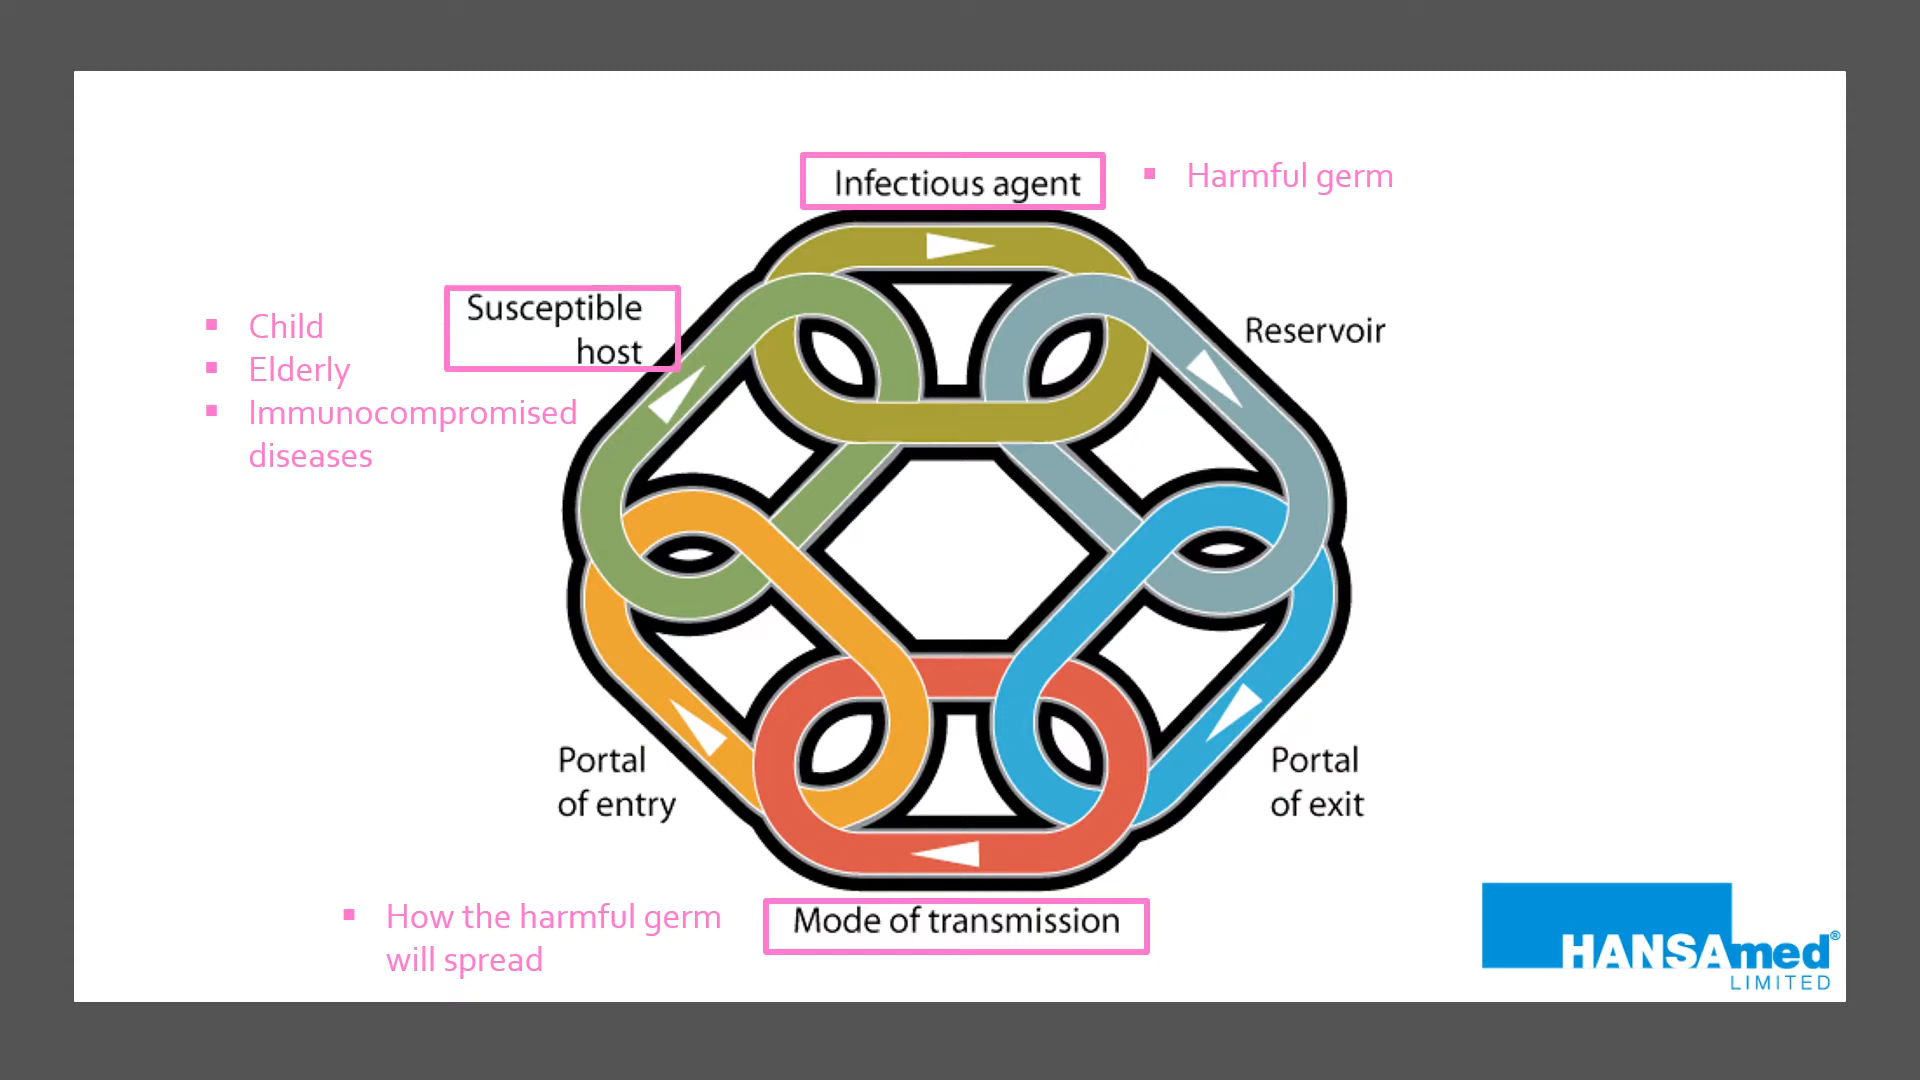 Infectious agent
▪ Harmful germ
Susceptible
host
▪ Child
▪ Elderly
▪ Immunocompromised
diseases
Reservoir
Portal
of entry
Portal
of exit
▪ How the harmful germ
will spread
Mode of transmission
HANSAmed®
LIMITED